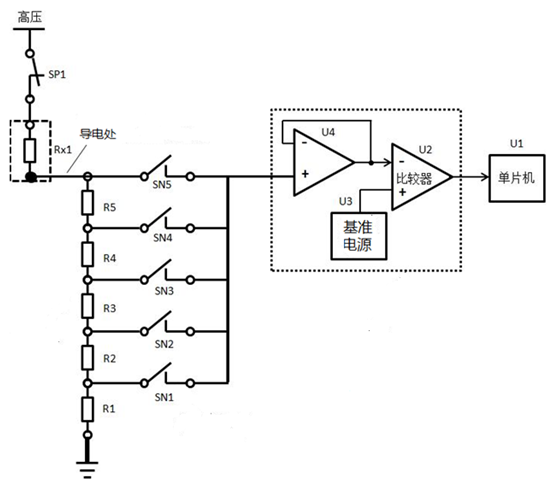 高压
SP1
Rx1
导电处
SN5
R5
SN4
R4
SN3
R3
SN2
R2
SN1
R1
U4
-
+
U2
-
比较器
+
U3
基准
电源
U1
单片机